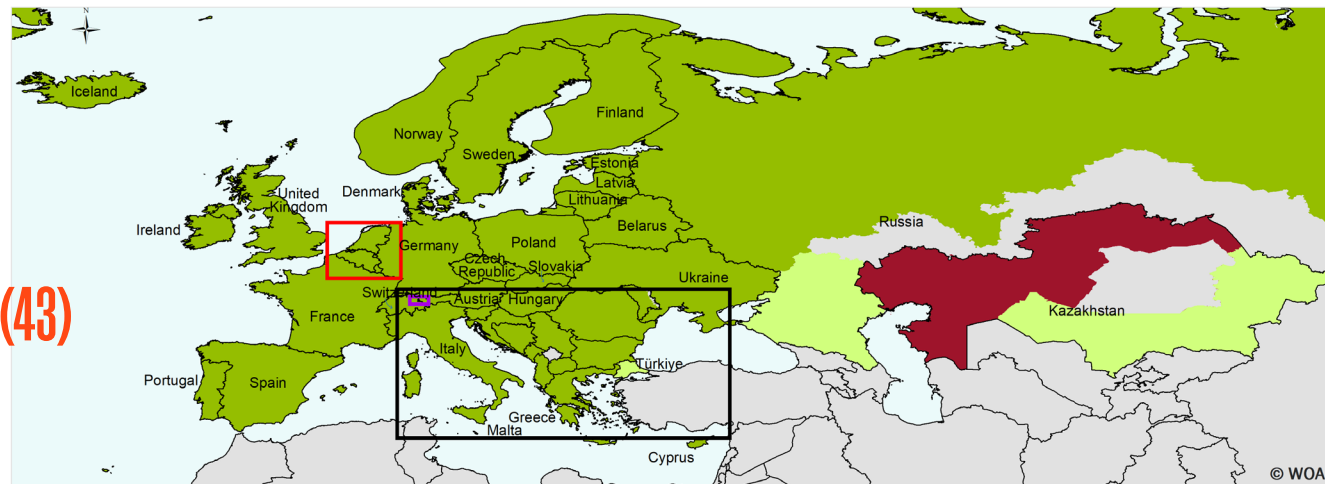 N
Iceland
Finland
Norway
Sweden
Estonia
Latvia
Lithuania
Denmark
United
Kingdom
Ireland
Belarus
Russia
Germany
Poland
Czech
Republic
Slovakia
Ukraine
Switzerland
Austria
Hungary
(43)
France
Kazakhstan
Italy
Türkiye
Portugal
Spain
Greece
Malta
Cyprus
© WOA